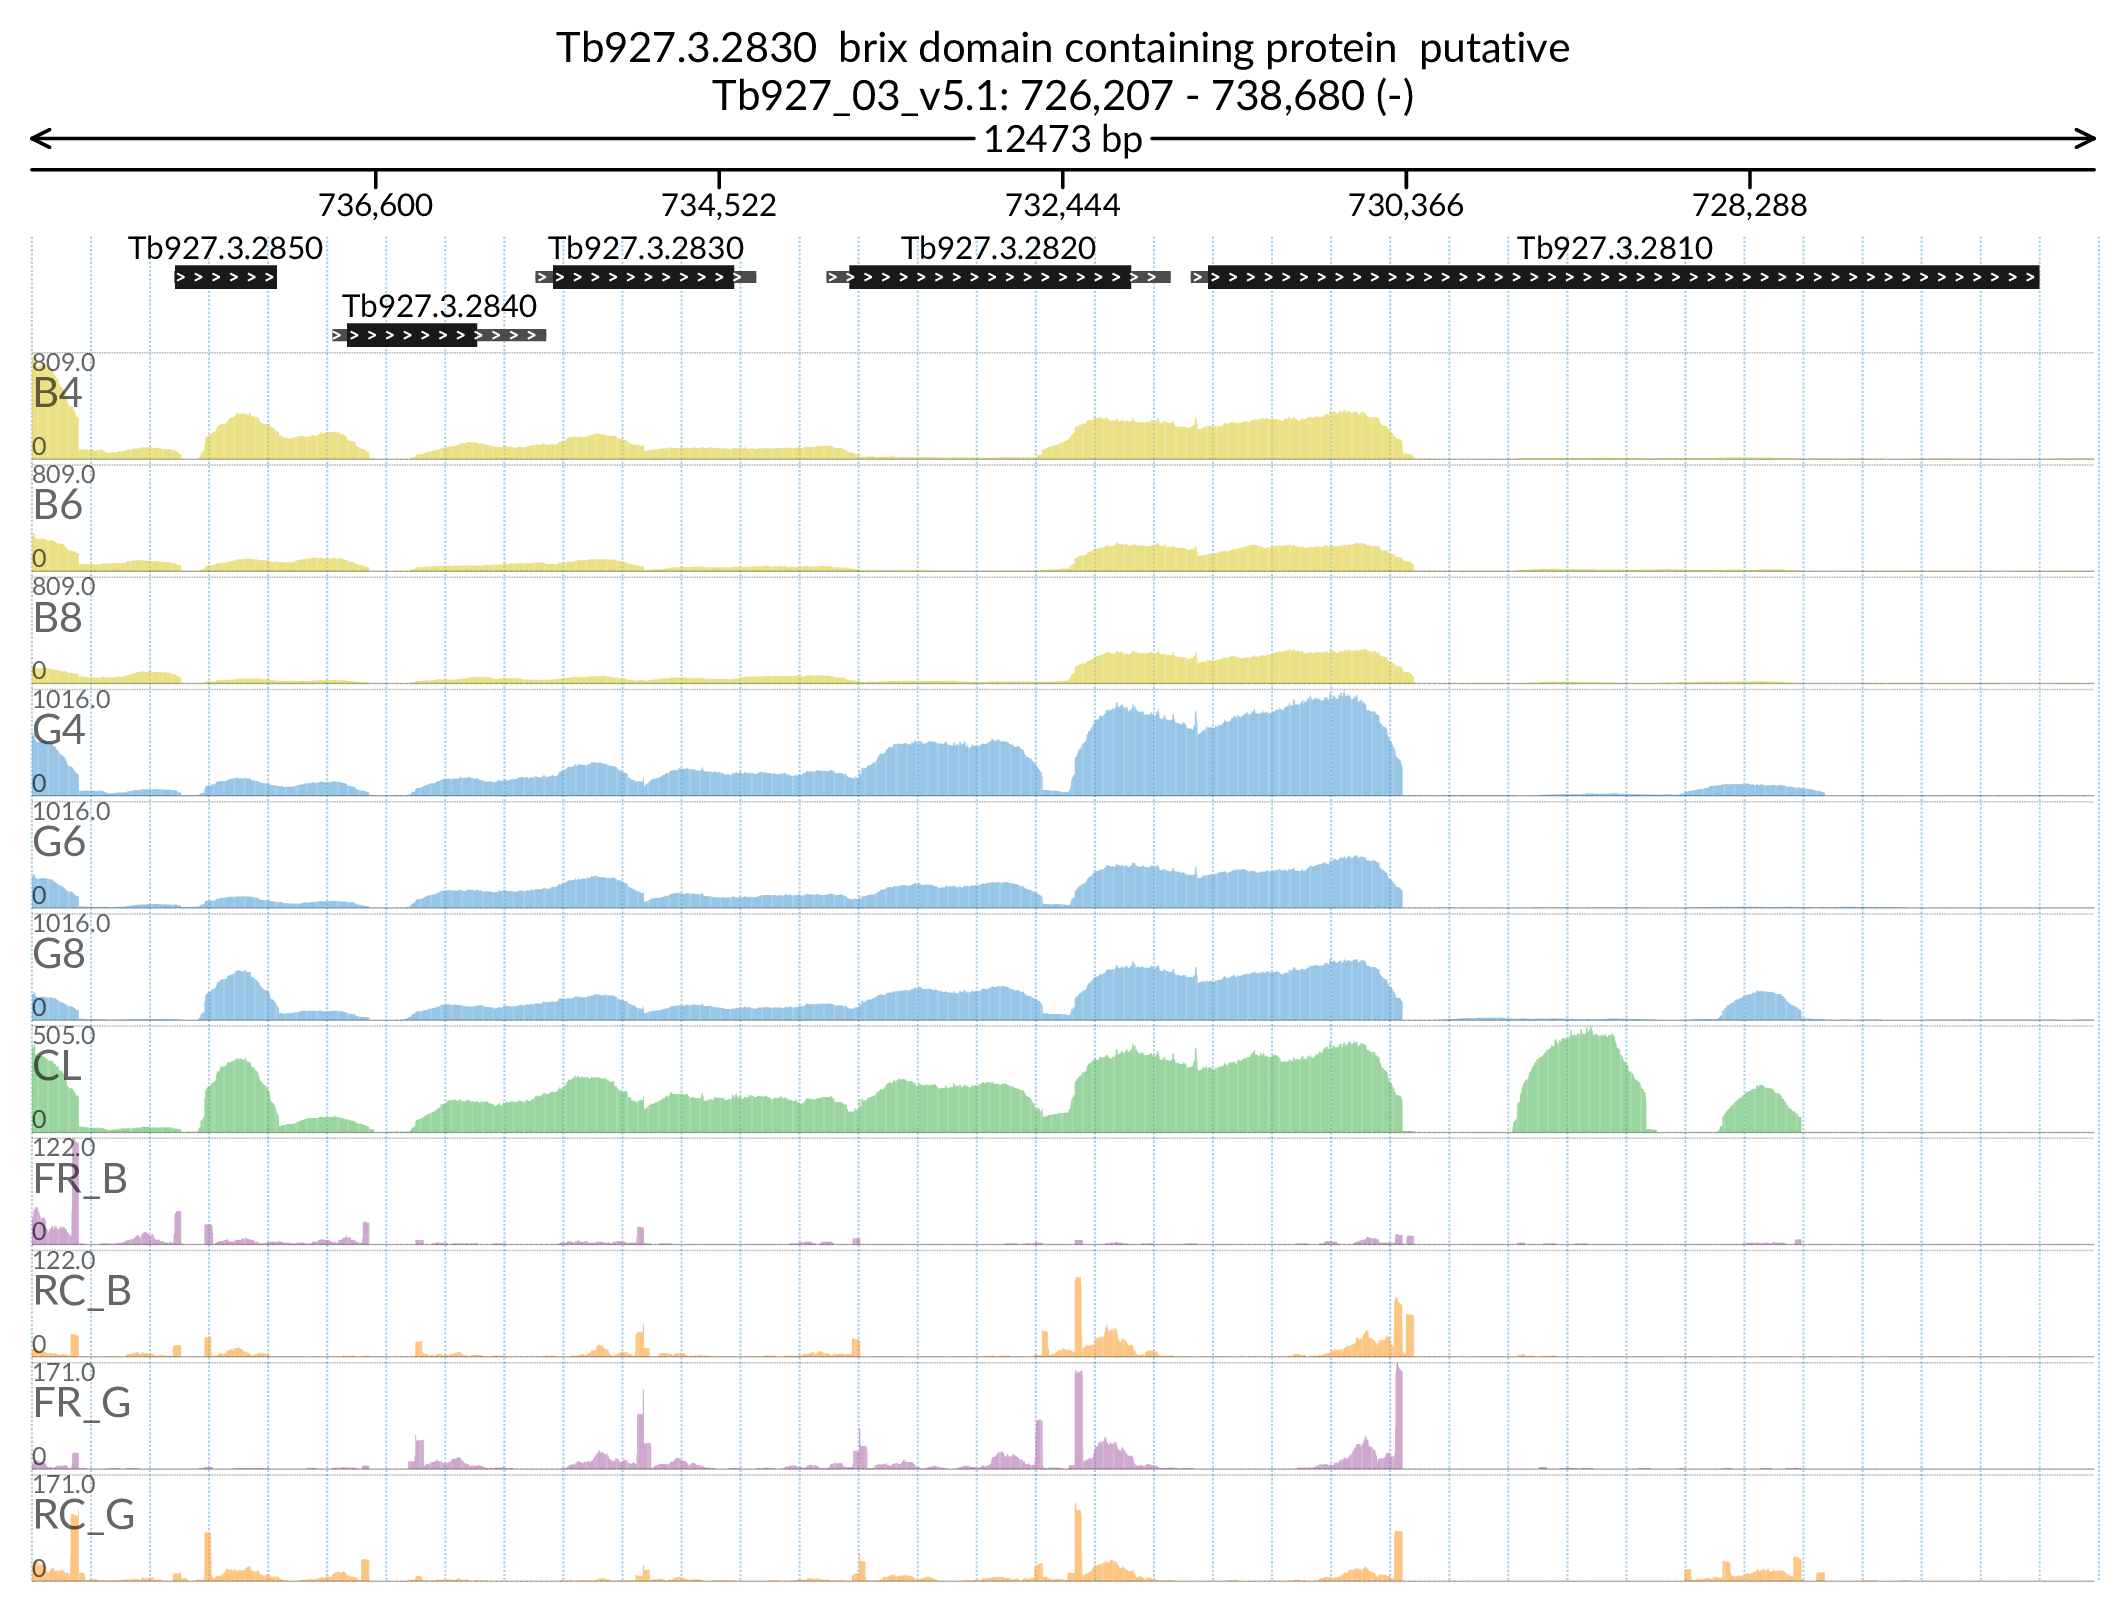 Tb927.3.2830  brix domain containing protein  putative
Tb927_03_v5.1: 726,207 - 738,680 (-)
12473 bp
736,600 734,522 732,444 730,366 728,288
Tb927.3.2850 Tb927.3.2830 Tb927.3.2820 Tb927.3.2810
Tb927.3.2840
809.0
B4
0
809.0
B6
0
809.0
B8
0
1016.0
G4
0
1016.0
G6
0
1016.0
G8
0
505.0
CL
0
122.0
FR_B
0
122.0
RC_B
0
171.0
FR_G
0
171.0
RC_G
0